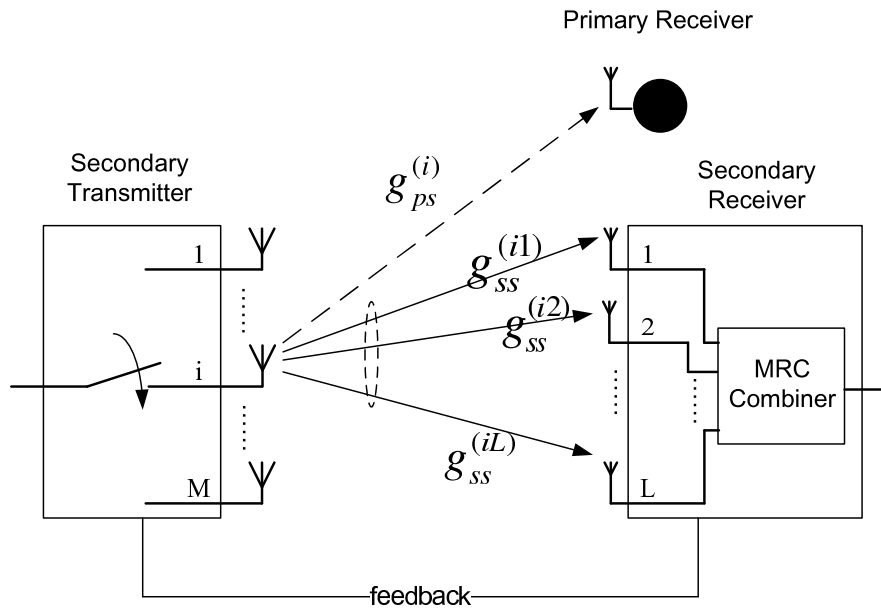 Primary Receiver
Secondary
Transmitter
g_{ps}^{(i)}
Secondary
Receiver
1
g_{ss}^{(i1)}
1
g_{ss}^{(i2)}
2
i
MRC
Combiner
g_{ss}^{(iL)}
M
L
feedback